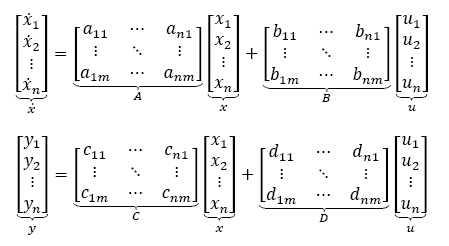 [ẋ₁ ẋ₂ ⋮ ẋₙ] = [a₁₁ ⋯ aₙ₁ ⋮ ⋱ ⋮ a₁ₘ ⋯ aₙₘ] [x₁ x₂ ⋮ xₙ] + [b₁₁ ⋯ bₙ₁ ⋮ ⋱ ⋮ b₁ₘ ⋯ bₙₘ] [u₁ u₂ ⋮ uₙ]
ẋ A x B u
[y₁ y₂ ⋮ yₙ] = [c₁₁ ⋯ cₙ₁ ⋮ ⋱ ⋮ c₁ₘ ⋯ cₙₘ] [x₁ x₂ ⋮ xₙ] + [d₁₁ ⋯ dₙ₁ ⋮ ⋱ ⋮ d₁ₘ ⋯ dₙₘ] [u₁ u₂ ⋮ uₙ]
y C x D u